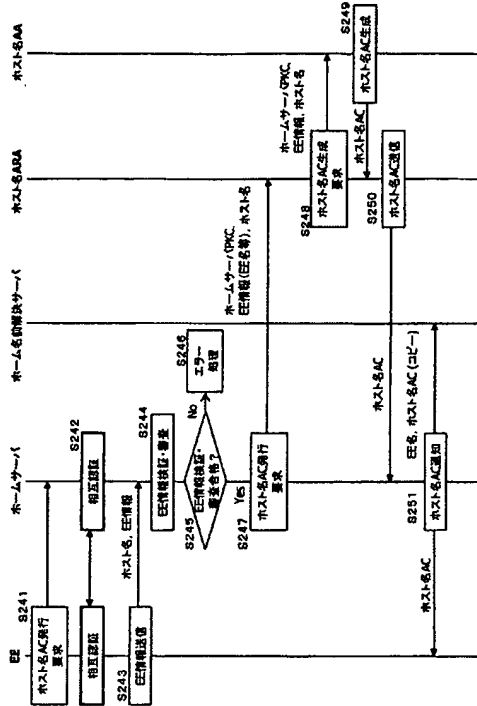 EE
ホームサーバ
ホーム名前解決サーバ
ホスト名ARA
ホスト名AA
S241
ホスト名AC発行
要求
相互認証
S242
相互認証
S243
EE情報送信
ホスト名, EE情報
S244
EE情報検証・審査
S245
EE情報検証・
審査合格？
No
S246
エラー
処理
Yes
S247
ホスト名AC発行
要求
ホームサーバPKC,
EE情報(EE名等), ホスト名
S248
ホスト名AC生成
要求
ホームサーバPKC,
EE情報, ホスト名
S249
ホスト名AC生成
ホスト名AC
S250
ホスト名AC送信
ホスト名AC
S251
ホスト名AC通知
EE名, ホスト名AC(コピー)
ホスト名AC